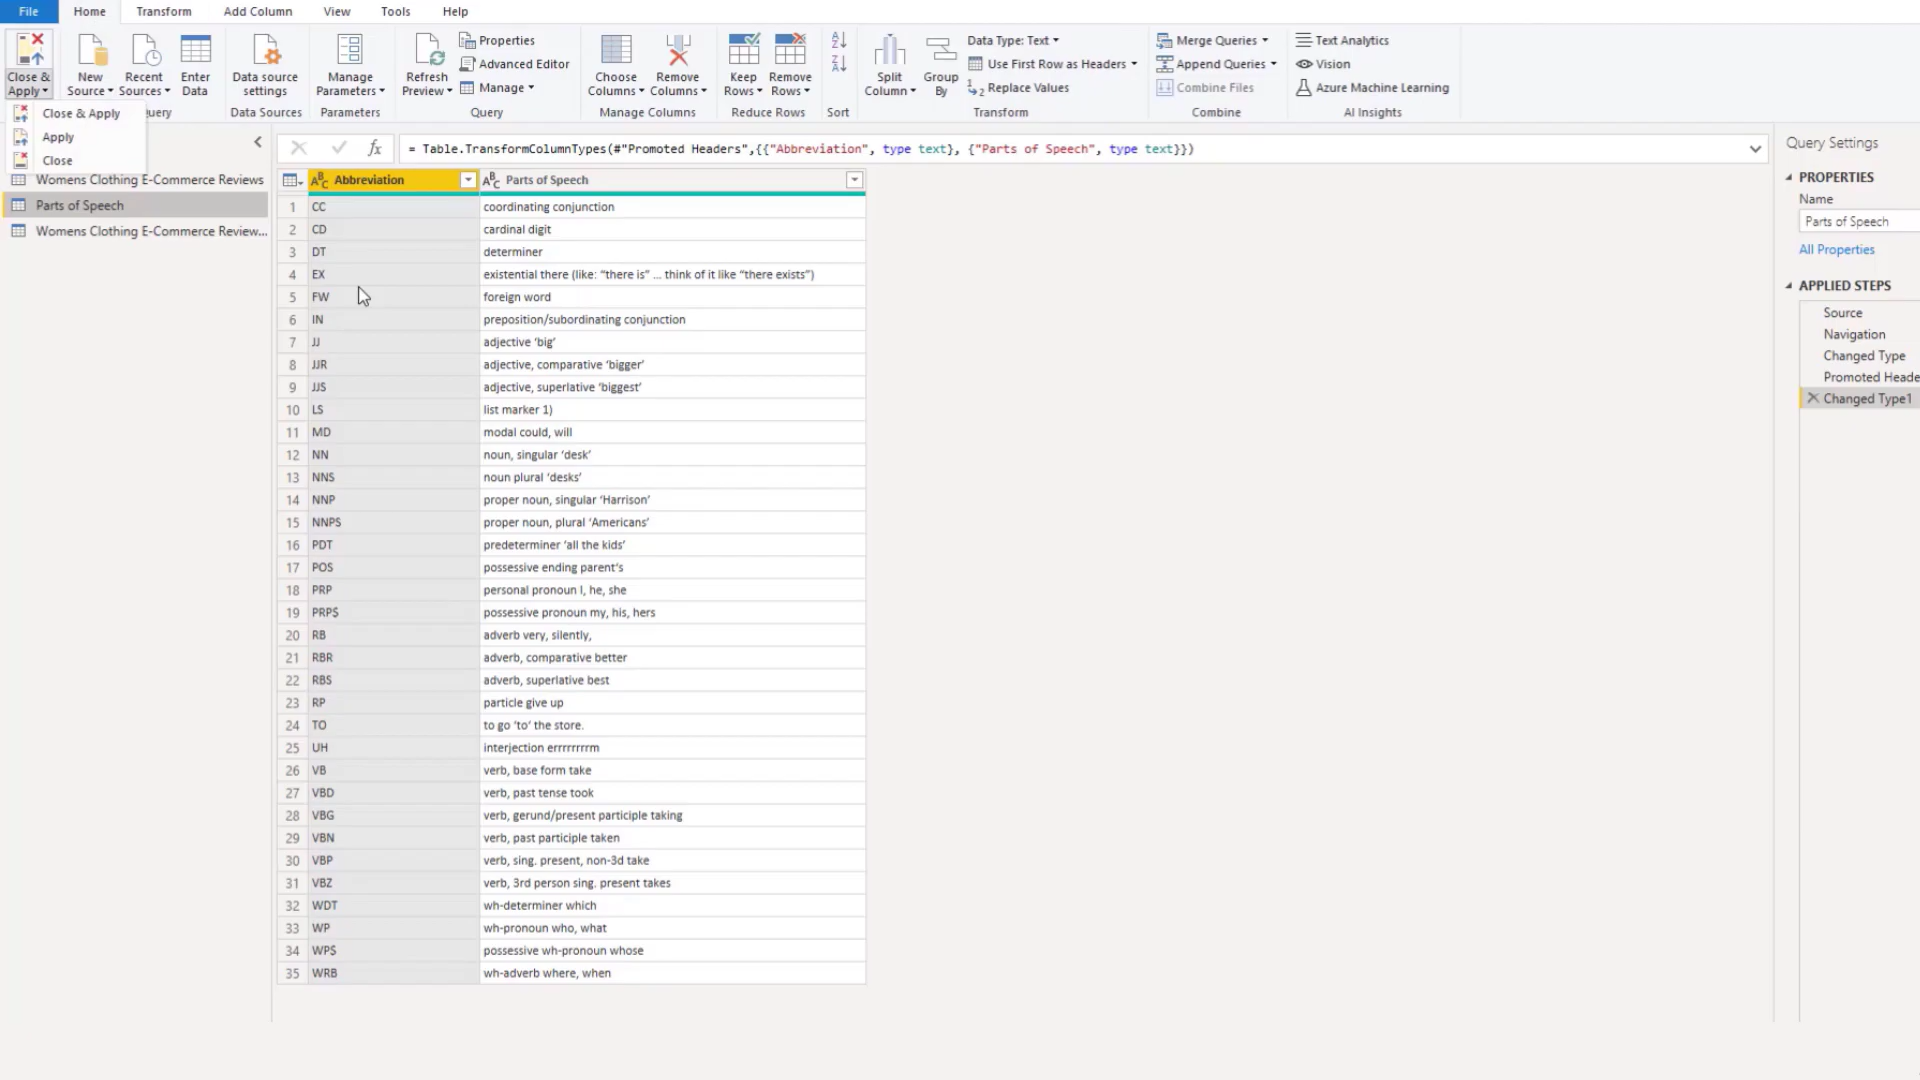 File Home Transform Add Column View Tools Help
Close & Apply
New Source
Recent Sources
Enter Data
Data source settings
Manage Parameters
Refresh Preview
Properties
Advanced Editor
Manage
Choose Columns
Remove Columns
Keep Rows
Remove Rows
Split Column
Group By
Data Type: Text
Use First Row as Headers
Replace Values
Merge Queries
Append Queries
Combine Files
Text Analytics
Vision
Azure Machine Learning
uery Data Sources Parameters Query Manage Columns Reduce Rows Sort Transform Combine AI Insights
Close & Apply
Apply
Close
Womens Clothing E-Commerce Reviews
Parts of Speech
Womens Clothing E-Commerce Review...
fx = Table.TransformColumnTypes(#"Promoted Headers",{{"Abbreviation", type text}, {"Parts of Speech", type text}})
Abbreviation Parts of Speech
1 CC coordinating conjunction
2 CD cardinal digit
3 DT determiner
4 EX existential there (like: “there is” … think of it like “there exists”)
5 FW foreign word
6 IN preposition/subordinating conjunction
7 JJ adjective ‘big’
8 JJR adjective, comparative ‘bigger’
9 JJS adjective, superlative ‘biggest’
10 LS list marker 1)
11 MD modal could, will
12 NN noun, singular ‘desk’
13 NNS noun plural ‘desks’
14 NNP proper noun, singular ‘Harrison’
15 NNPS proper noun, plural ‘Americans’
16 PDT predeterminer ‘all the kids’
17 POS possessive ending parent’s
18 PRP personal pronoun I, he, she
19 PRP$ possessive pronoun my, his, hers
20 RB adverb very, silently,
21 RBR adverb, comparative better
22 RBS adverb, superlative best
23 RP particle give up
24 TO to go ‘to’ the store.
25 UH interjection errrrrrrrm
26 VB verb, base form take
27 VBD verb, past tense took
28 VBG verb, gerund/present participle taking
29 VBN verb, past participle taken
30 VBP verb, sing. present, non-3d take
31 VBZ verb, 3rd person sing. present takes
32 WDT wh-determiner which
33 WP wh-pronoun who, what
34 WP$ possessive wh-pronoun whose
35 WRB wh-adverb where, when
Query Settings
PROPERTIES
Name
Parts of Speech
All Properties
APPLIED STEPS
Source
Navigation
Changed Type
Promoted Heade
Changed Type1